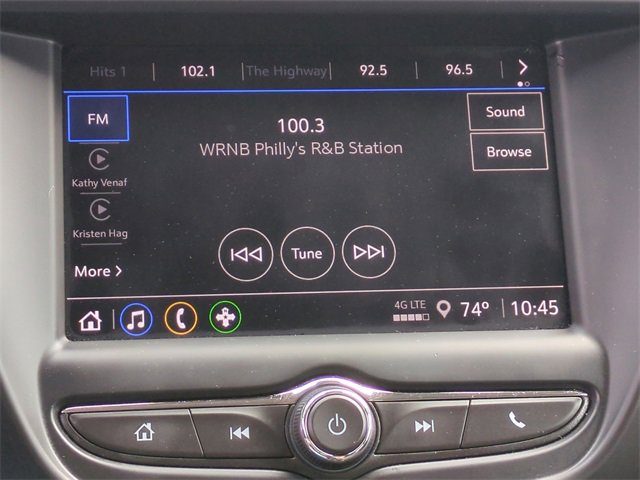 Hits 1 102.1 The Highway 92.5 96.5
FM
100.3
WRNB Philly's R&B Station
Sound
Browse
Kathy Venaf
Kristen Hag
More
Tune
4G LTE 74° 10:45